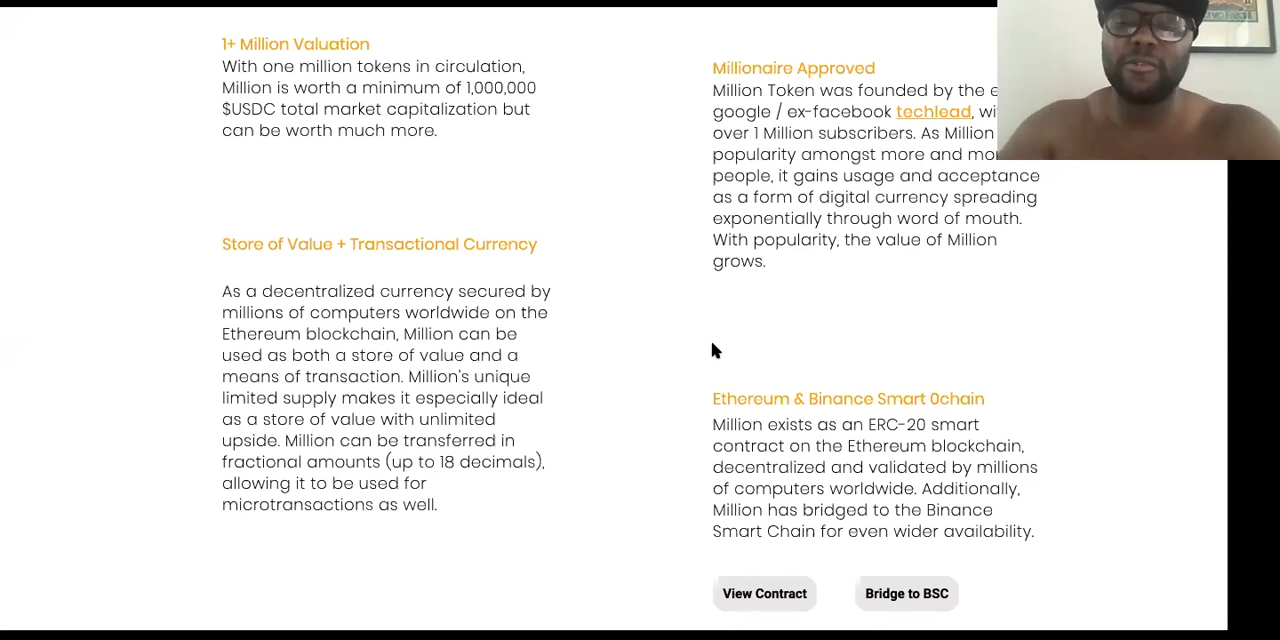 1+ Million Valuation
With one million tokens in circulation,
Million is worth a minimum of 1,000,000
$USDC total market capitalization but
can be worth much more.
Store of Value + Transactional Currency
As a decentralized currency secured by
millions of computers worldwide on the
Ethereum blockchain, Million can be
used as both a store of value and a
means of transaction. Million's unique
limited supply makes it especially ideal
as a store of value with unlimited
upside. Million can be transferred in
fractional amounts (up to 18 decimals),
allowing it to be used for
microtransactions as well.
Millionaire Approved
Million Token was founded by the
google / ex-facebook techlead,
over 1 Million subscribers. As Million
popularity amongst more and
people, it gains usage and acceptance
as a form of digital currency spreading
exponentially through word of mouth.
With popularity, the value of Million
grows.
Ethereum & Binance Smart 0chain
Million exists as an ERC-20 smart
contract on the Ethereum blockchain,
decentralized and validated by millions
of computers worldwide. Additionally,
Million has bridged to the Binance
Smart Chain for even wider availability.
View Contract
Bridge to BSC